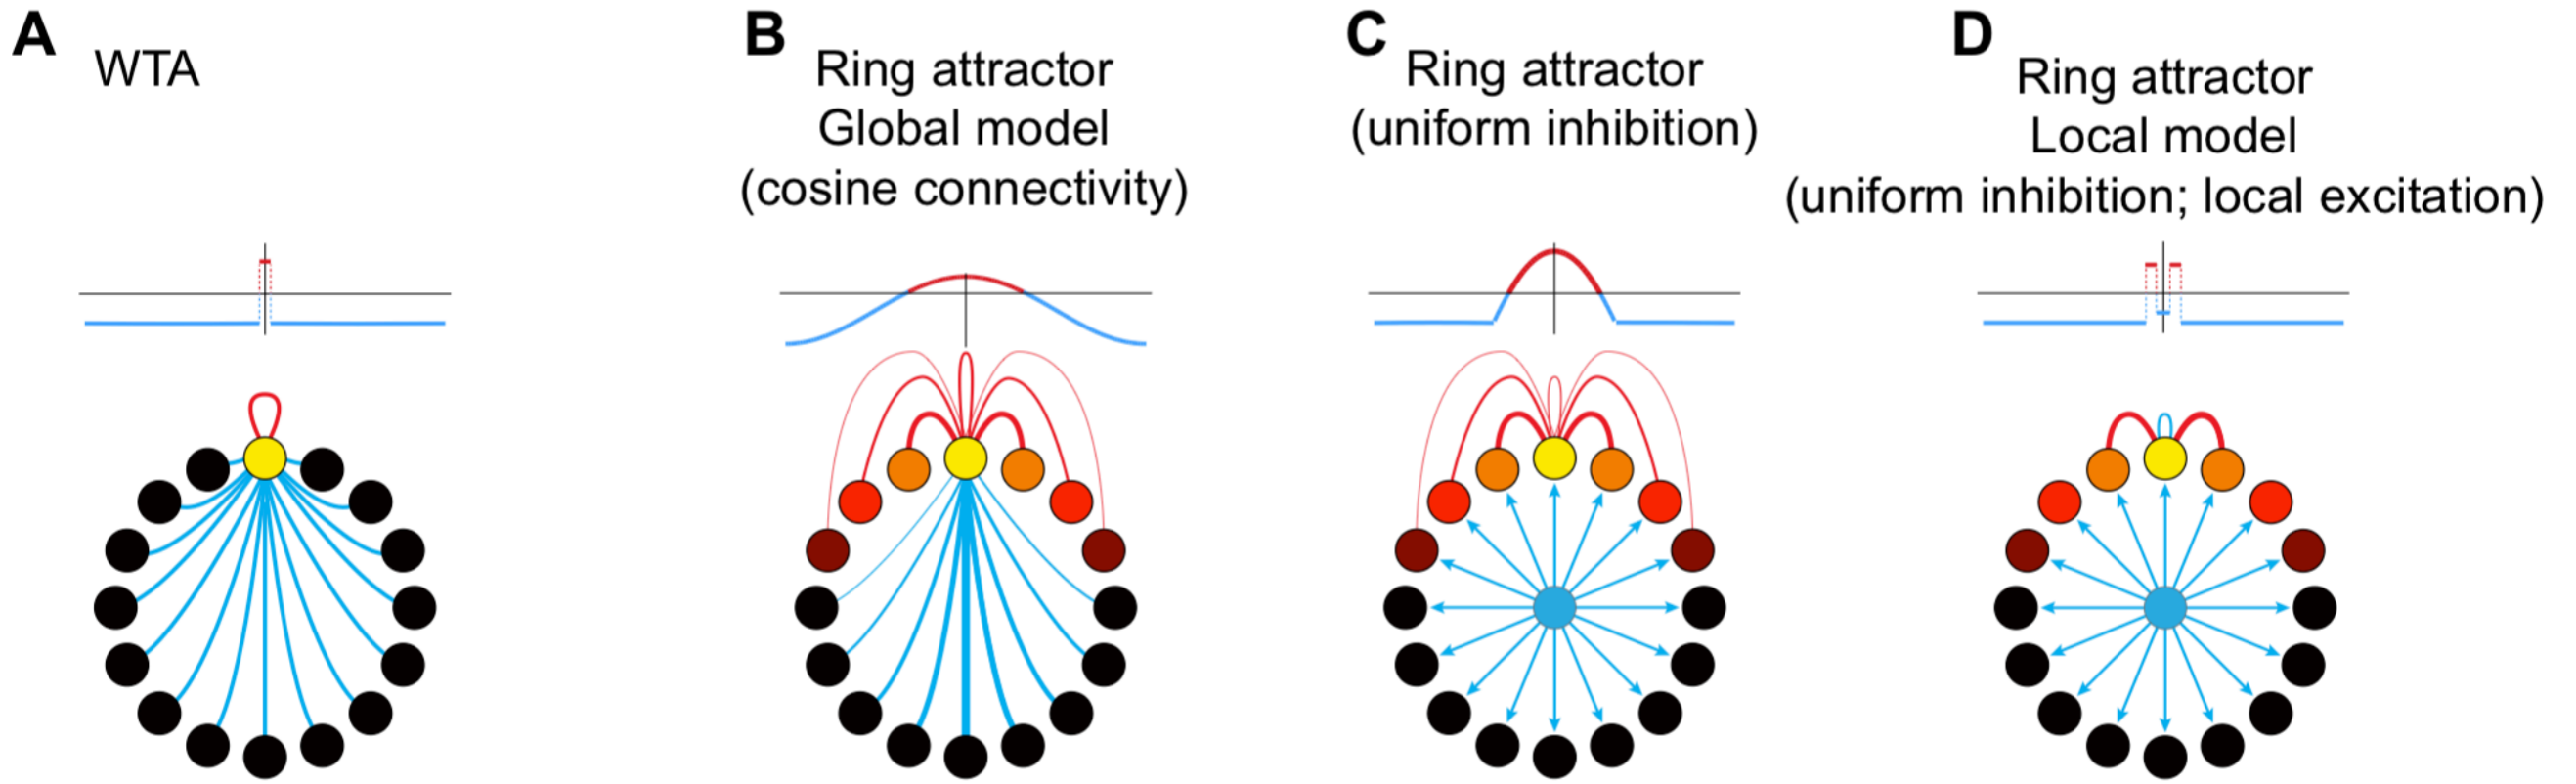 A
WTA
B
Ring attractor
Global model
(cosine connectivity)
C
Ring attractor
(uniform inhibition)
D
Ring attractor
Local model
(uniform inhibition; local excitation)